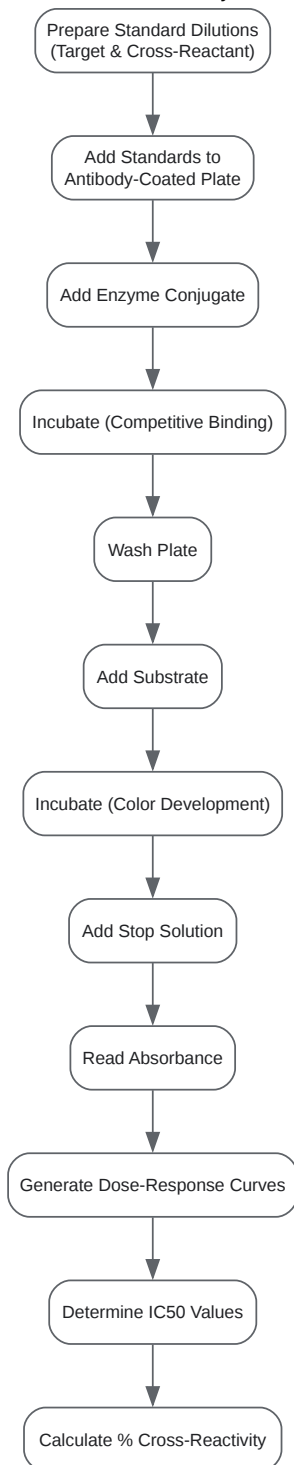 Prepare Standard Dilutions
(Target & Cross-Reactant)
Add Standards to
Antibody-Coated Plate
Add Enzyme Conjugate
Incubate (Competitive Binding)
Wash Plate
Add Substrate
Incubate (Color Development)
Add Stop Solution
Read Absorbance
Generate Dose-Response Curves
Determine IC50 Values
Calculate % Cross-Reactivity